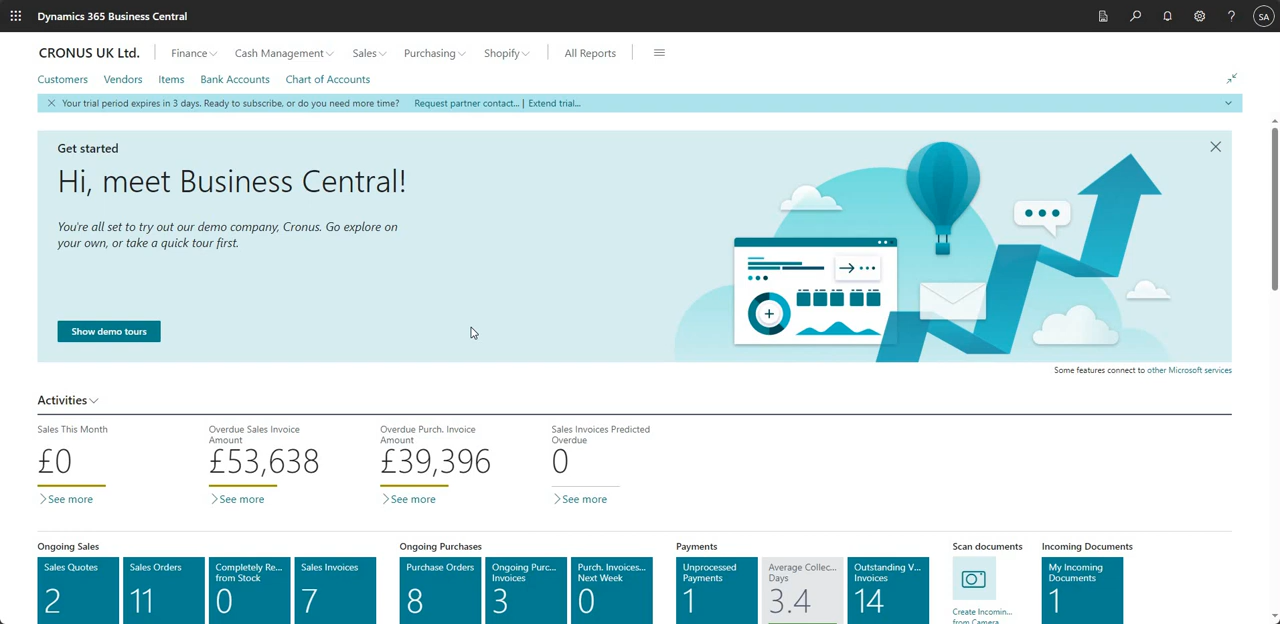 Dynamics 365 Business Central
?
SA
CRONUS UK Ltd.
Finance
Cash Management
Sales
Purchasing
Shopify
All Reports
Customers
Vendors
Items
Bank Accounts
Chart of Accounts
Your trial period expires in 3 days. Ready to subscribe, or do you need more time?
Request partner contact... | Extend trial...
Get started
Hi, meet Business Central!
You're all set to try out our demo company, Cronus. Go explore on
your own, or take a quick tour first.
Show demo tours
Some features connect to other Microsoft services
Activities
Sales This Month
£0
See more
Overdue Sales Invoice
Amount
£53,638
See more
Overdue Purch. Invoice
Amount
£39,396
See more
Sales Invoices Predicted
Overdue
0
See more
Ongoing Sales
Sales Quotes
2
Sales Orders
11
Completely Re...
from Stock
0
Sales Invoices
7
Ongoing Purchases
Purchase Orders
8
Ongoing Purc...
Invoices
3
Purch. Invoices...
Next Week
0
Payments
Unprocessed
Payments
1
Average Collec...
Days
3.4
Outstanding V...
Invoices
14
Scan documents
Create Incomin...
from Camera
Incoming Documents
My Incoming
Documents
1